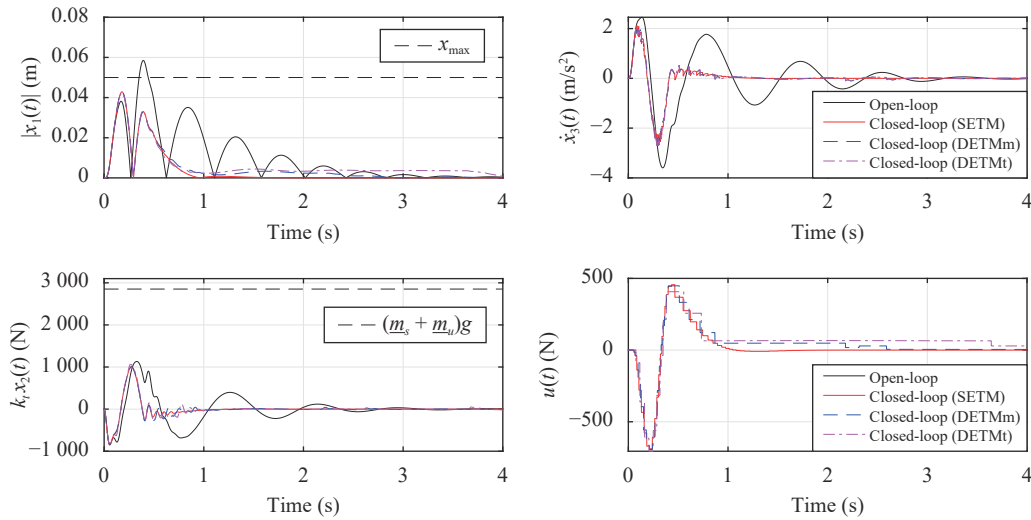 0.08
0.06
0.04
0.02
0
|x₁(t)| (m)
x_max
0 1 2 3 4
Time (s)
2
0
−2
−4
ẋ₃(t) (m/s²)
Open-loop
Closed-loop (SETM)
Closed-loop (DETMm)
Closed-loop (DETMt)
0 1 2 3 4
Time (s)
3 000
2 000
1 000
0
−1 000
k_t x₂(t) (N)
(m̲_s + m̲_u)g
0 1 2 3 4
Time (s)
500
0
−500
u(t) (N)
Open-loop
Closed-loop (SETM)
Closed-loop (DETMm)
Closed-loop (DETMt)
0 1 2 3 4
Time (s)